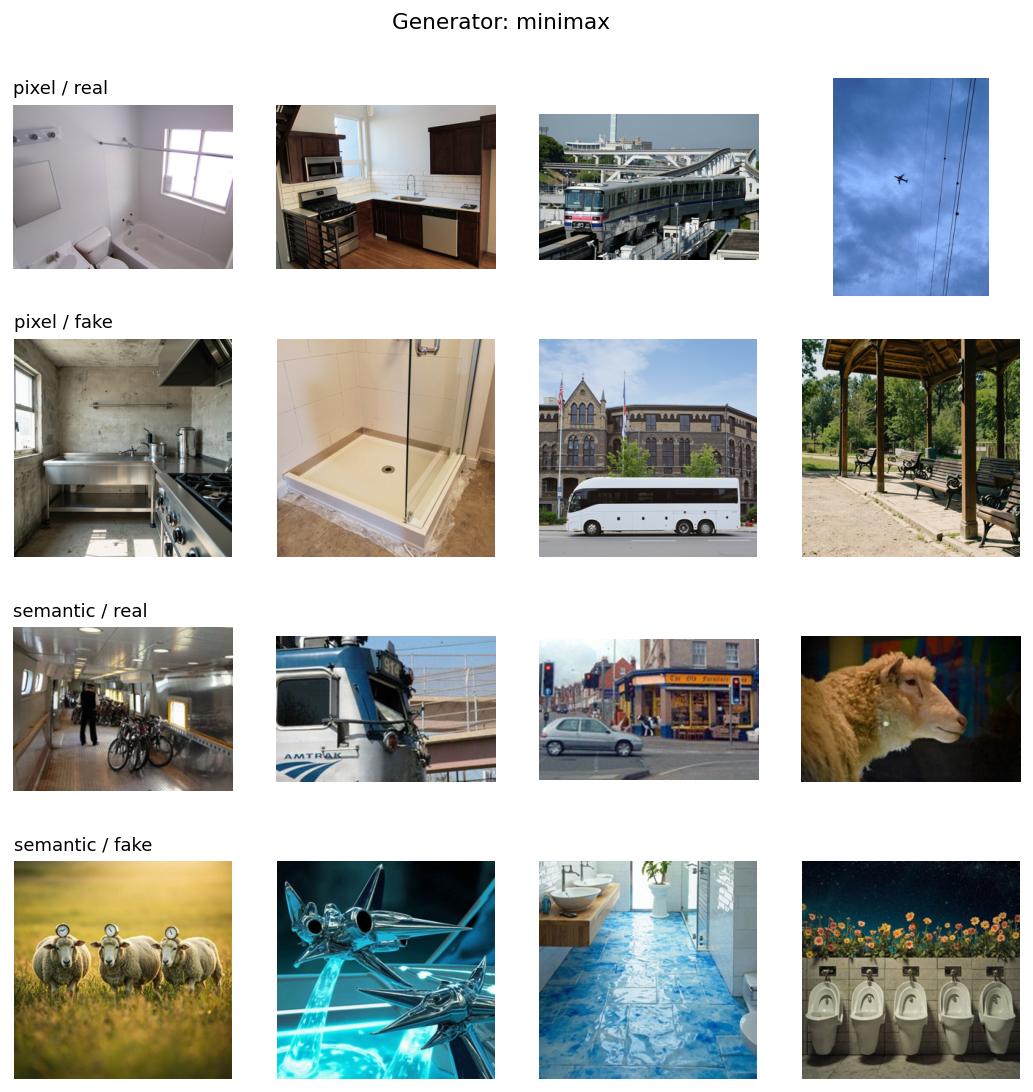 Generator: minimax
pixel / real
pixel / fake
semantic / real
AMTRAK
The Old Furniture
semantic / fake